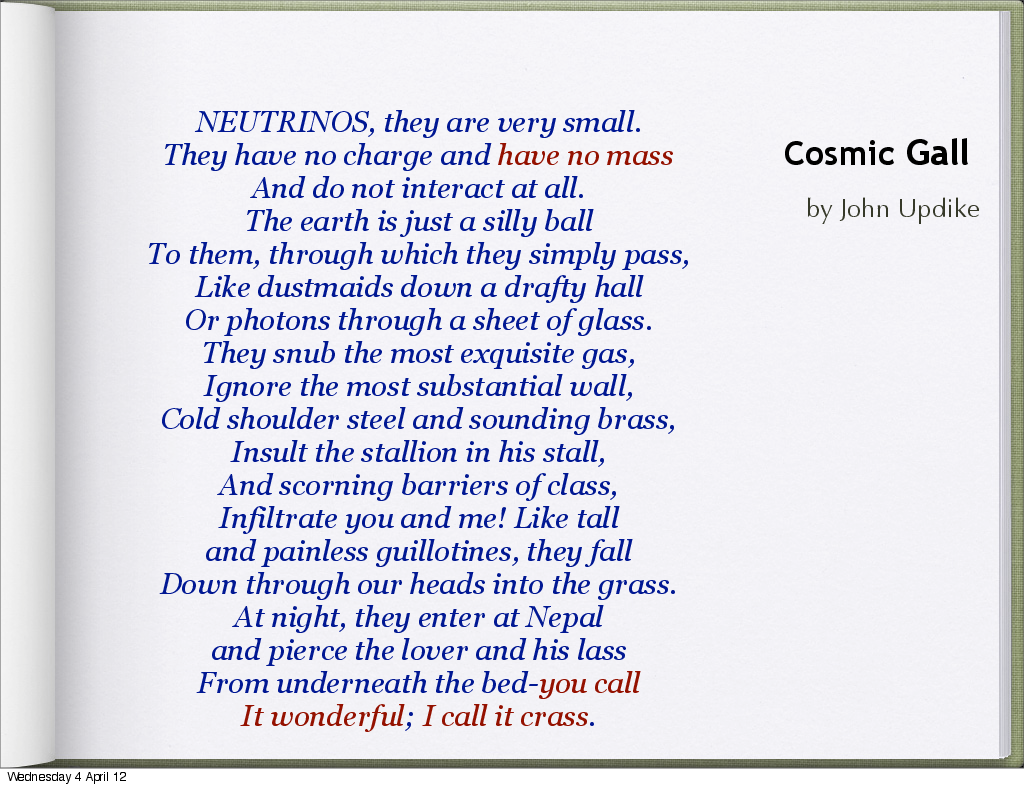 NEUTRINOS, they are very small.
They have no charge and have no mass
And do not interact at all.
The earth is just a silly ball
To them, through which they simply pass,
Like dustmaids down a drafty hall
Or photons through a sheet of glass.
They snub the most exquisite gas,
Ignore the most substantial wall,
Cold shoulder steel and sounding brass,
Insult the stallion in his stall,
And scorning barriers of class,
Infiltrate you and me! Like tall
and painless guillotines, they fall
Down through our heads into the grass.
At night, they enter at Nepal
and pierce the lover and his lass
From underneath the bed-you call
It wonderful; I call it crass.
Cosmic Gall
by John Updike
Wednesday 4 April 12